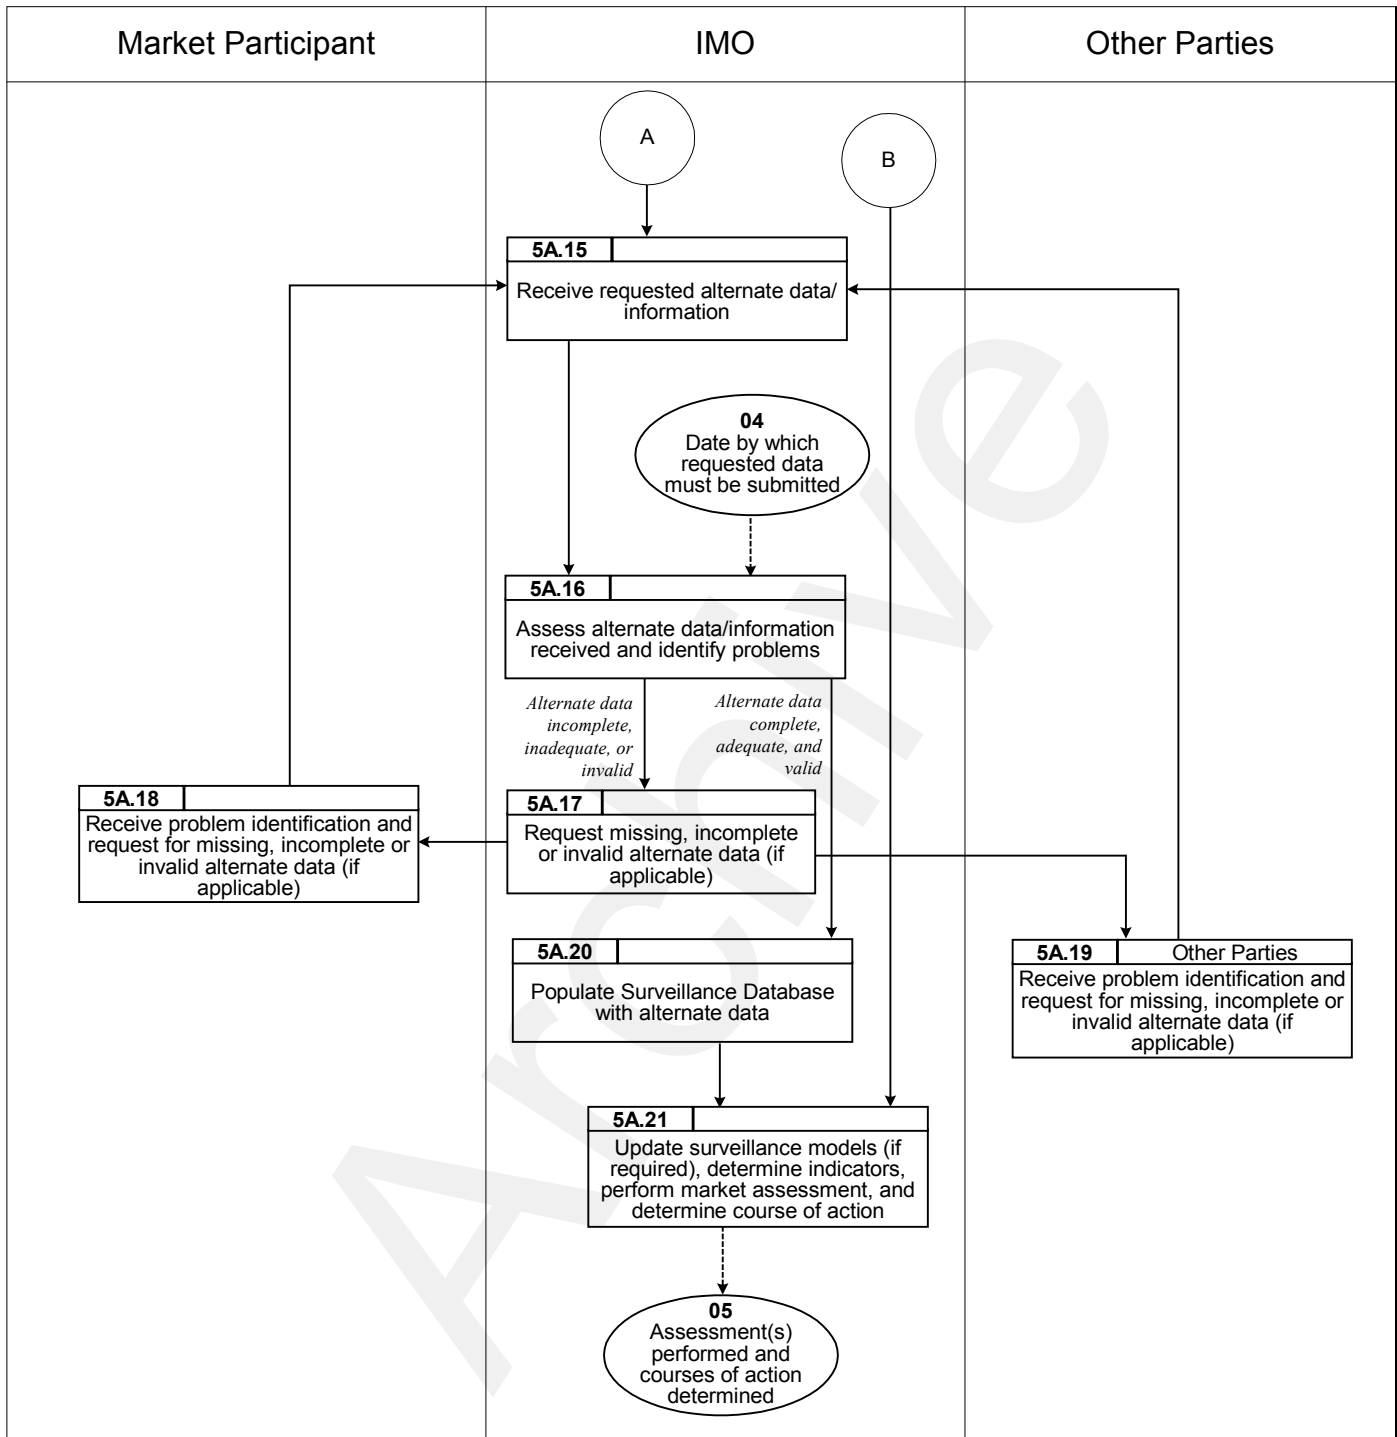 Market Participant
IMO
Other Parties
A
B
5A.15
Receive requested alternate data/
information
04
Date by which
requested data
must be submitted
5A.16
Assess alternate data/information
received and identify problems
Alternate data
incomplete,
inadequate, or
invalid
Alternate data
complete,
adequate, and
valid
5A.18
Receive problem identification and
request for missing, incomplete or
invalid alternate data (if
applicable)
5A.17
Request missing, incomplete
or invalid alternate data (if
applicable)
5A.20
Populate Surveillance Database
with alternate data
5A.19
Other Parties
Receive problem identification and
request for missing, incomplete or
invalid alternate data (if
applicable)
5A.21
Update surveillance models (if
required), determine indicators,
perform market assessment, and
determine course of action
05
Assessment(s)
performed and
courses of action
determined
Archive